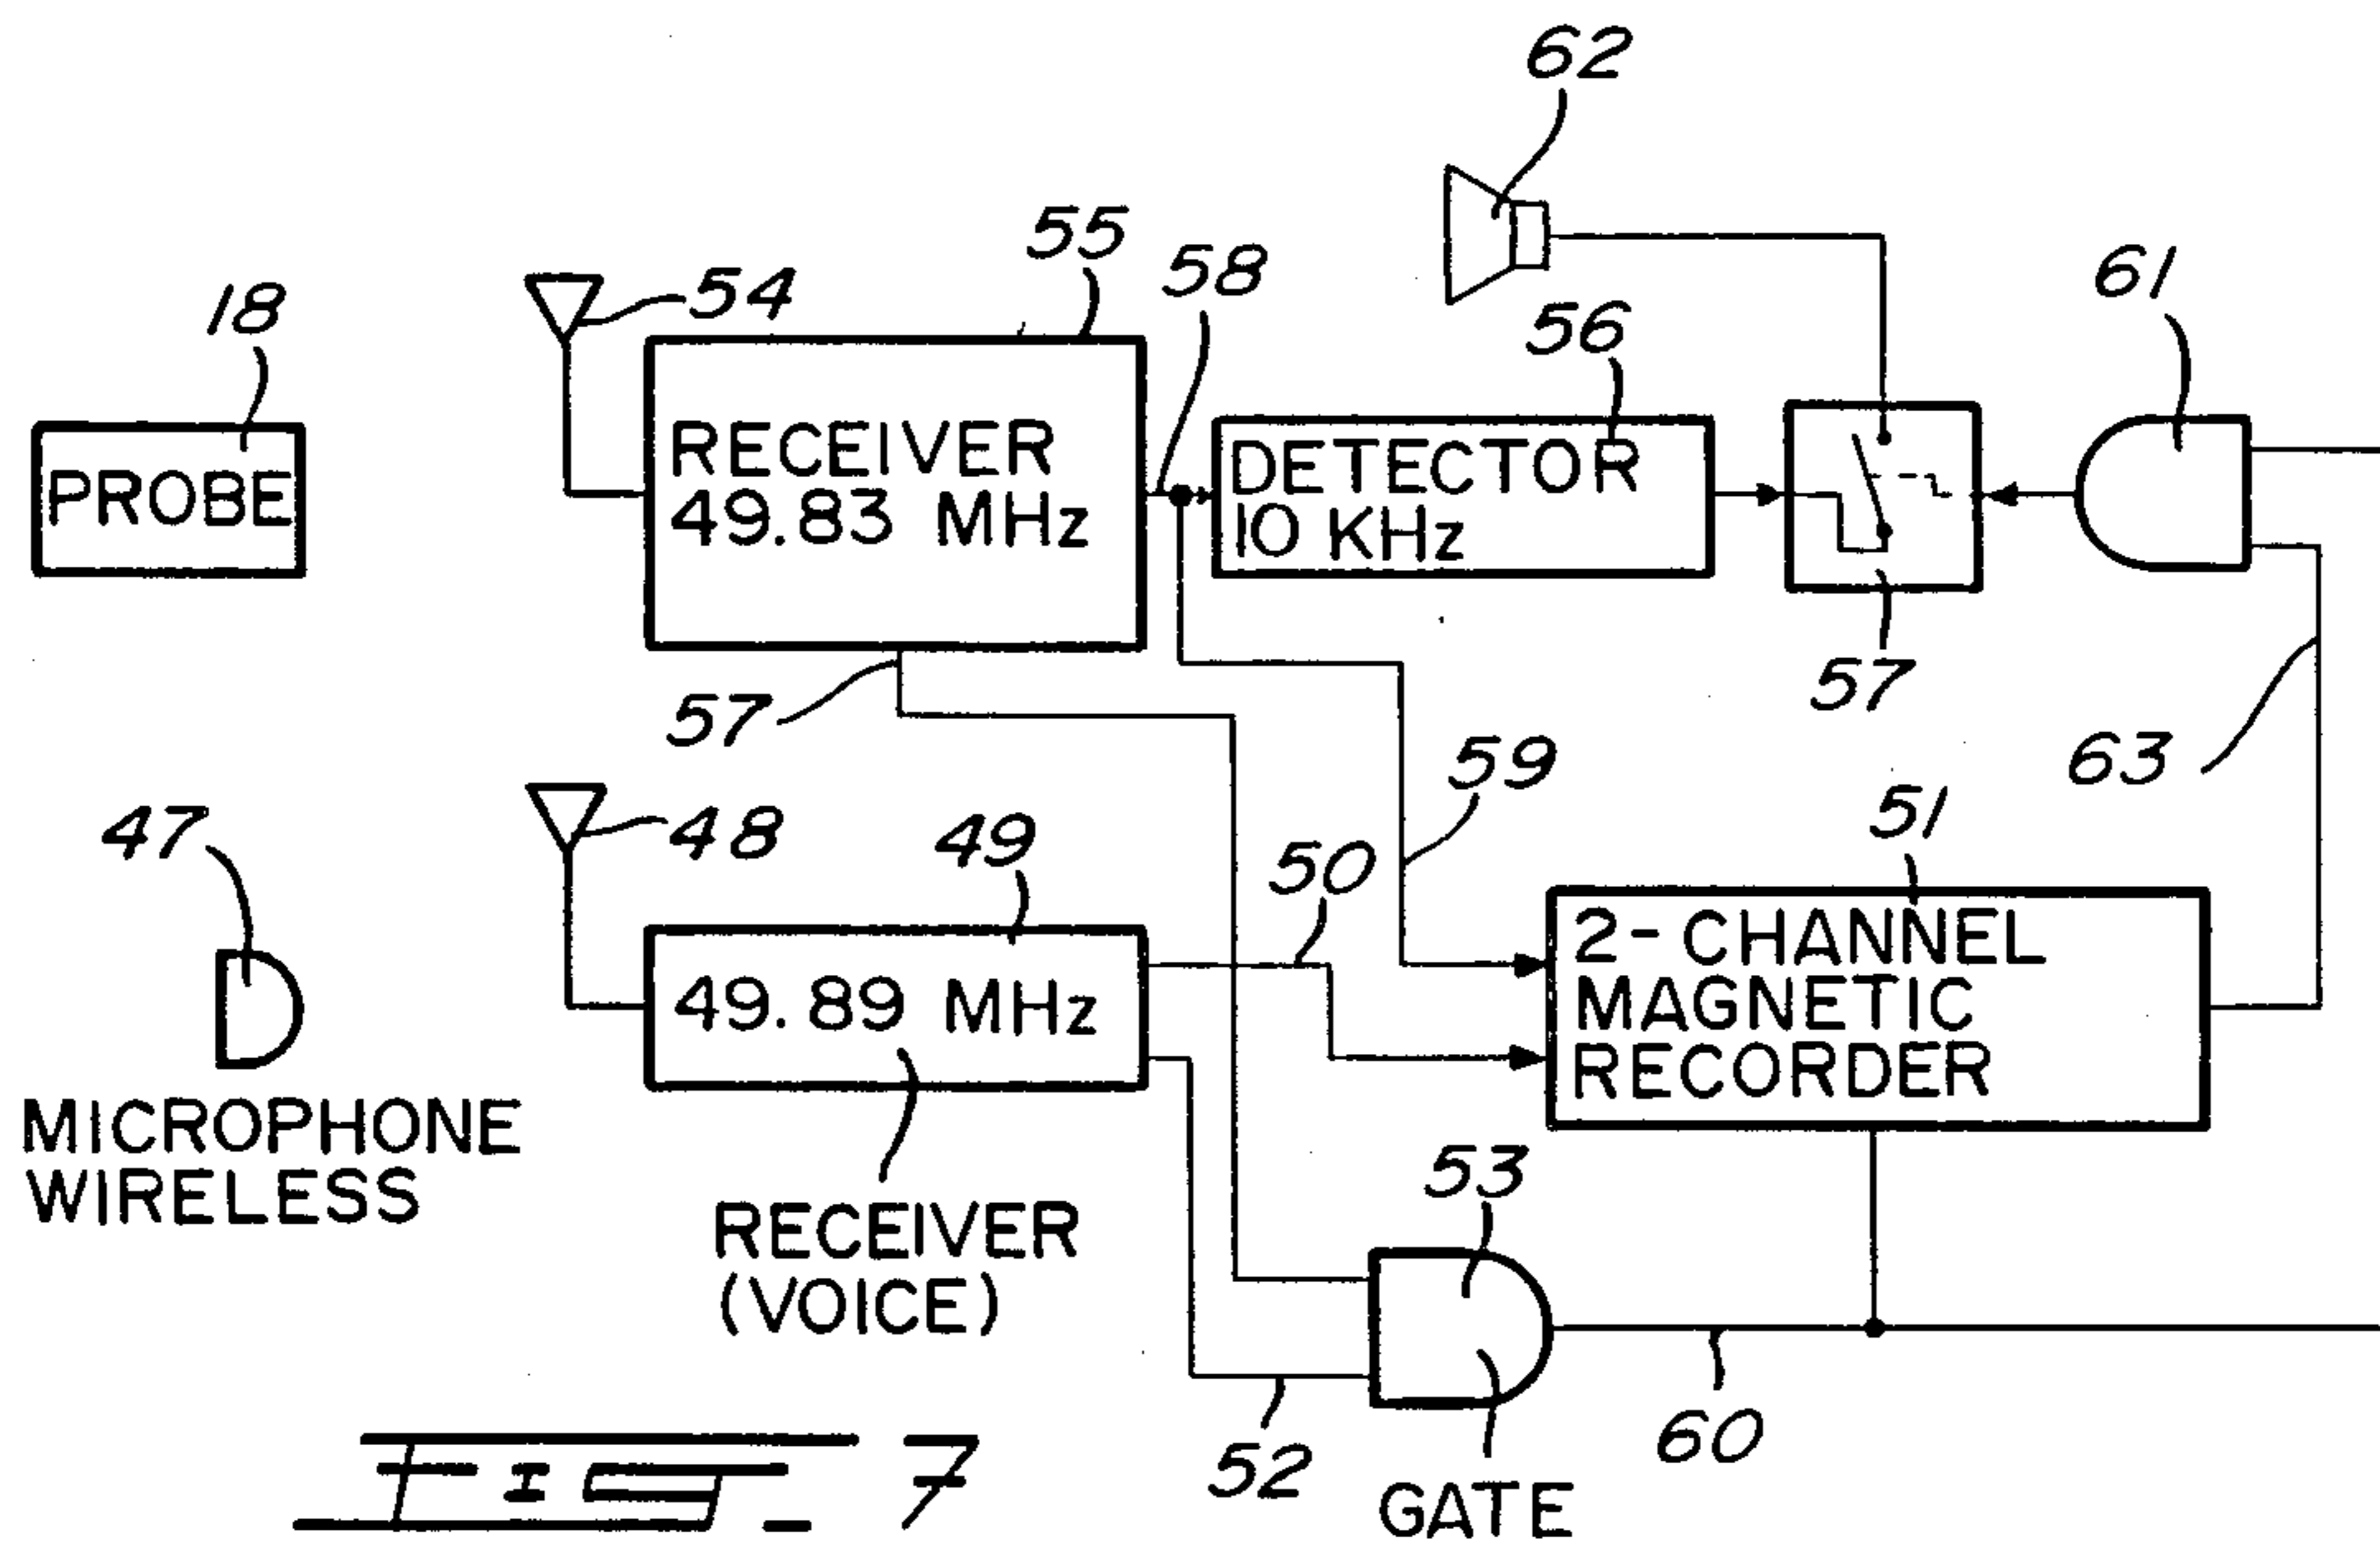 62
55
58
61
54
18
56
RECEIVER
49.83 MHz
DETECTOR
10 KHz
PROBE
57
57
63
59
51
47
48
49
50
2-CHANNEL
MAGNETIC
RECORDER
49.89 MHz
MICROPHONE
WIRELESS
53
RECEIVER
(VOICE)
60
52
GATE
FIG_7